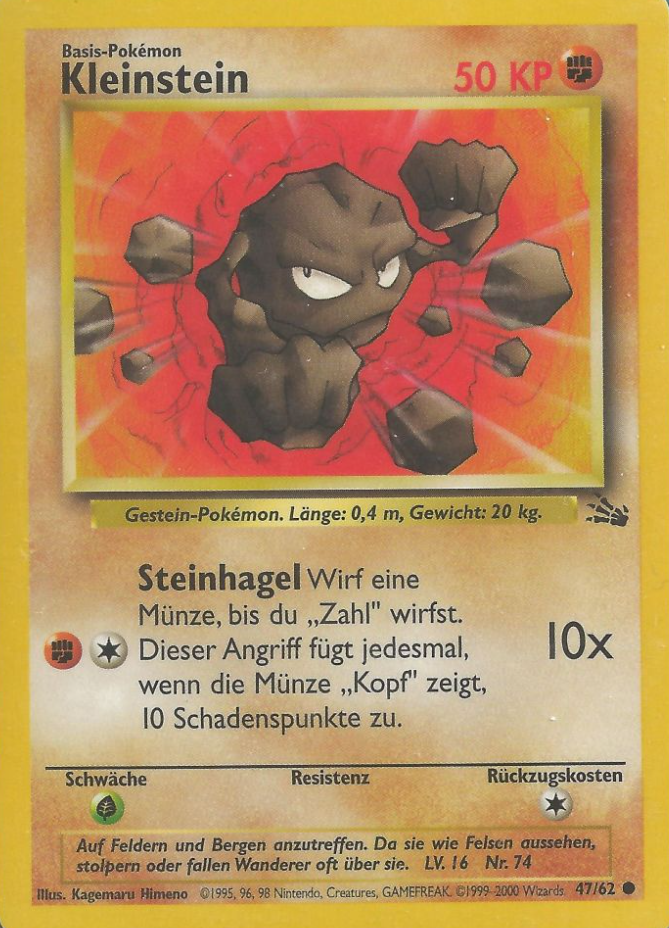 Basis-Pokémon
Kleinstein
50 KP
Gestein-Pokémon. Länge: 0,4 m, Gewicht: 20 kg.
Steinhagel Wirf eine
Münze, bis du „Zahl" wirfst.
Dieser Angriff fügt jedesmal,
wenn die Münze „Kopf" zeigt,
10 Schadenspunkte zu.
10x
Schwäche Resistenz Rückzugskosten
Auf Feldern und Bergen anzutreffen. Da sie wie Felsen aussehen,
stolpern oder fallen Wanderer oft über sie. LV. 16 Nr. 74
Illus. Kagemaru Himeno ©1995, 96, 98 Nintendo, Creatures, GAMEFREAK. ©1999-2000 Wizards. 47/62